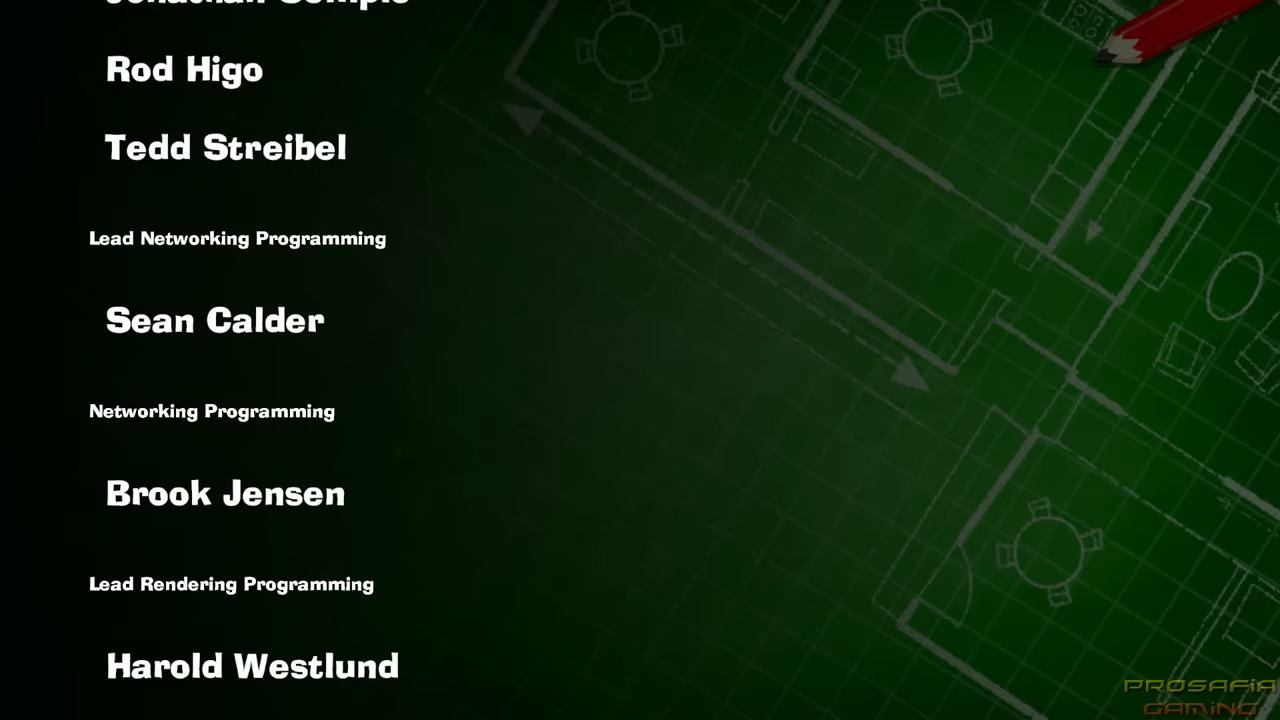 Rod Higo
Tedd Streibel
Lead Networking Programming
Sean Calder
Networking Programming
Brook Jensen
Lead Rendering Programming
Harold Westlund
PROSAFIA
GAMING